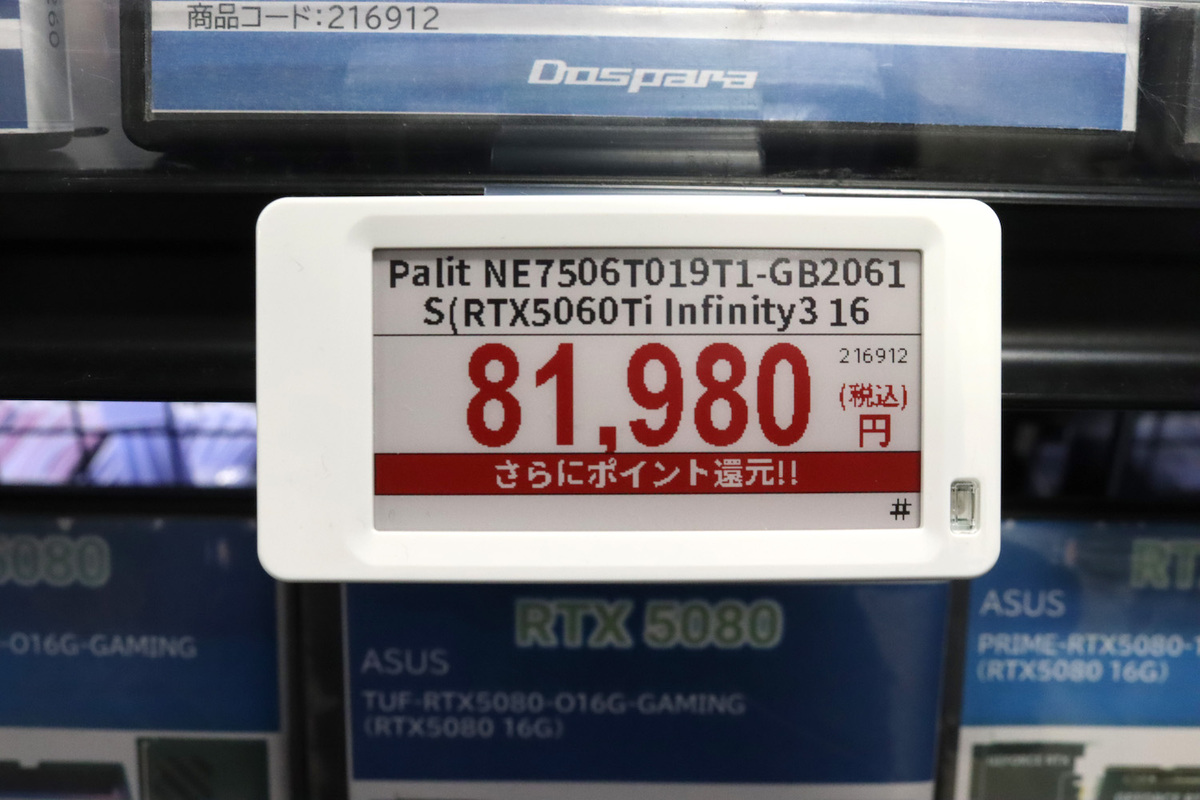 商品コード:216912
Dospara
Palit NE7506T019T1-GB2061
S(RTX5060Ti Infinity3 16
81,980
216912
(税込)
円
さらにポイント還元!!
#
5080
-O16G-GAMING
RTX 5080
ASUS
TUF-RTX5080-O16G-GAMING
(RTX5080 16G)
RT
ASUS
PRIME-RTX5080-
(RTX5080 16G)